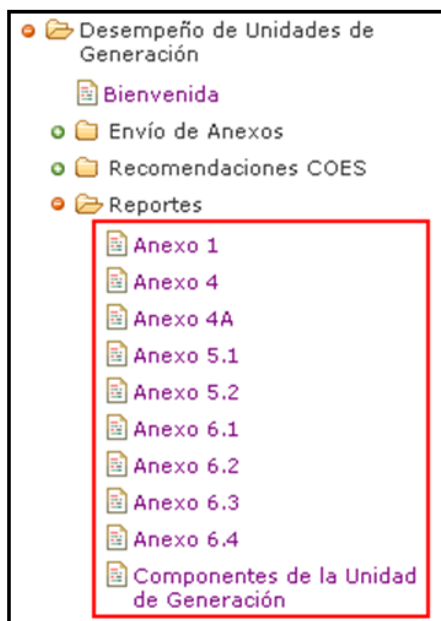 Desempeño de Unidades de
Generación
Bienvenida
Envío de Anexos
Recomendaciones COES
Reportes
Anexo 1
Anexo 4
Anexo 4A
Anexo 5.1
Anexo 5.2
Anexo 6.1
Anexo 6.2
Anexo 6.3
Anexo 6.4
Componentes de la Unidad
de Generación